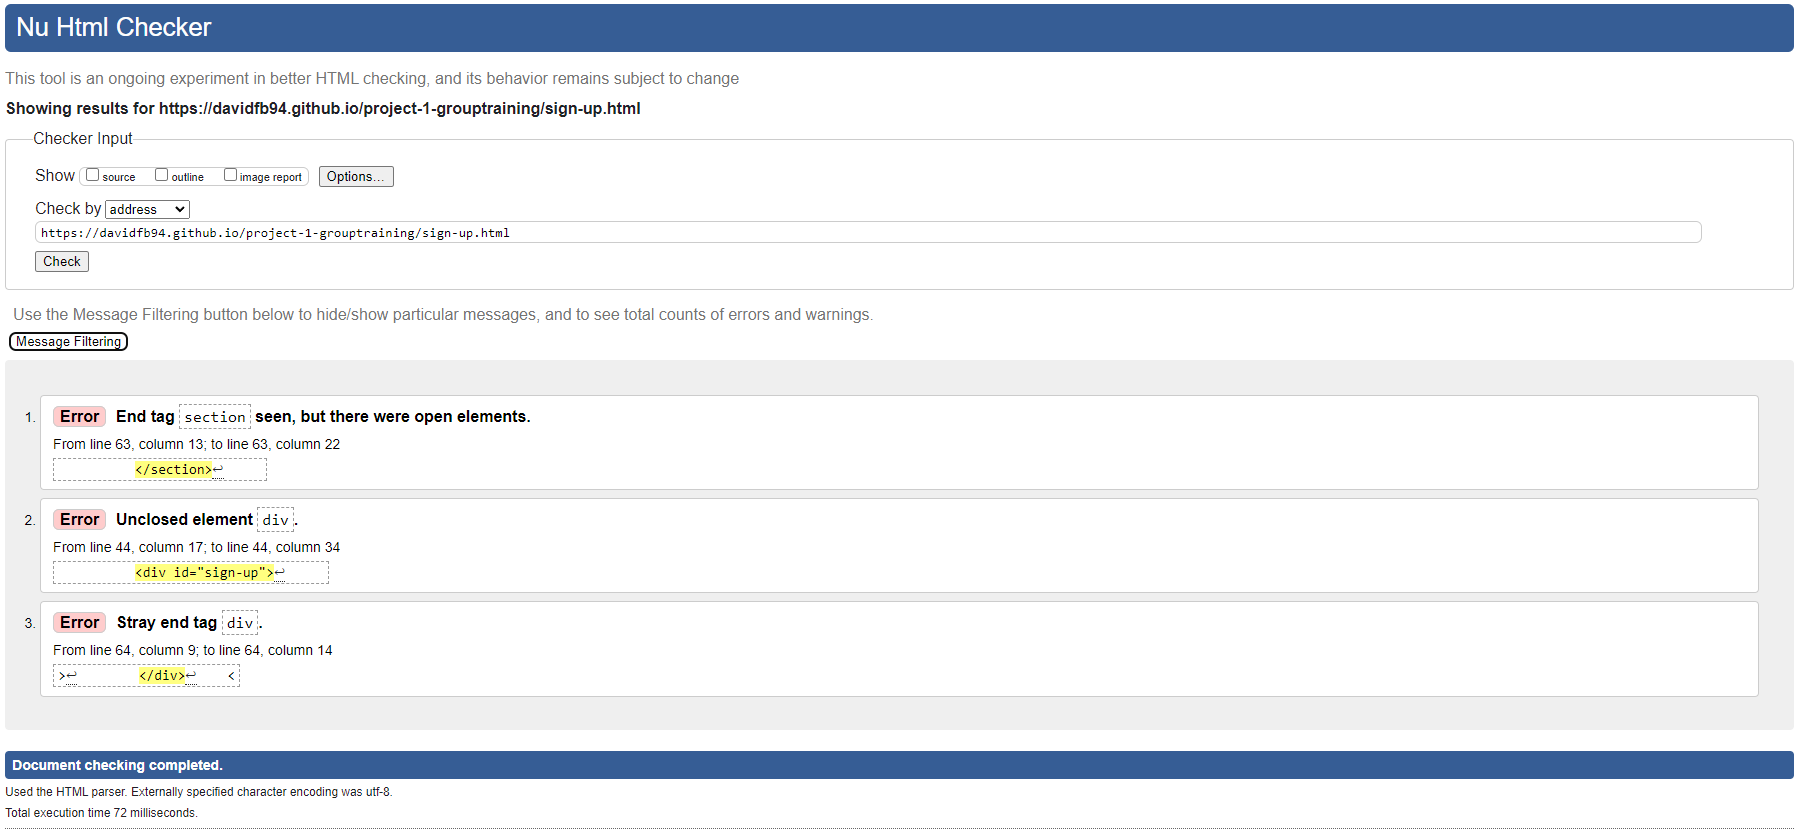 Nu Html Checker
This tool is an ongoing experiment in better HTML checking, and its behavior remains subject to change
Showing results for https://davidfb94.github.io/project-1-grouptraining/sign-up.html
Checker Input
Show source outline image report Options...
Check by address
https://davidfb94.github.io/project-1-grouptraining/sign-up.html
Check
Use the Message Filtering button below to hide/show particular messages, and to see total counts of errors and warnings.
Message Filtering
1. Error End tag section seen, but there were open elements.
From line 63, column 13; to line 63, column 22
</section>↩
2. Error Unclosed element div.
From line 44, column 17; to line 44, column 34
<div id="sign-up">↩
3. Error Stray end tag div.
From line 64, column 9; to line 64, column 14
>↩ </div>↩ <
Document checking completed.
Used the HTML parser. Externally specified character encoding was utf-8.
Total execution time 72 milliseconds.